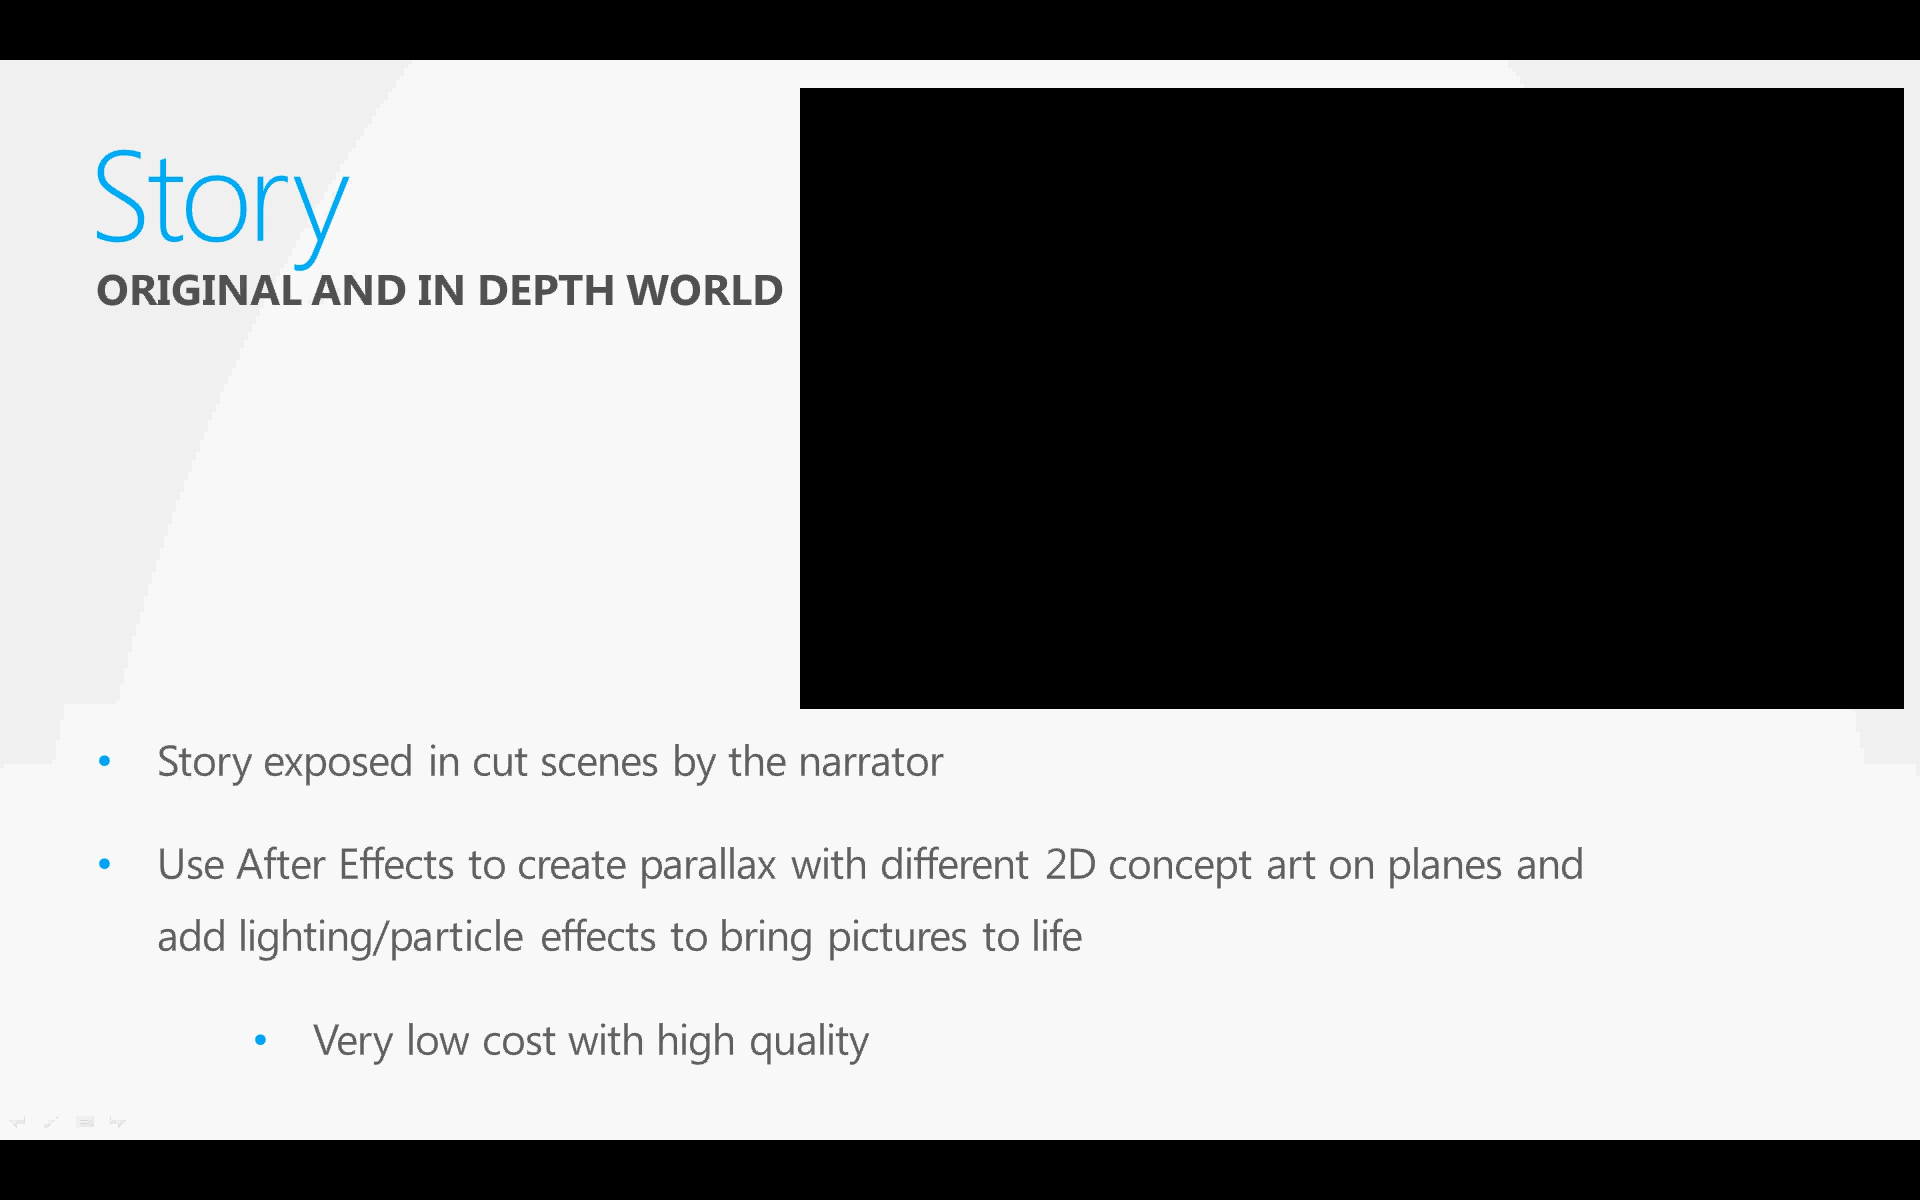 Story
ORIGINAL AND IN DEPTH WORLD
• Story exposed in cut scenes by the narrator
• Use After Effects to create parallax with different 2D concept art on planes and
add lighting/particle effects to bring pictures to life
• Very low cost with high quality